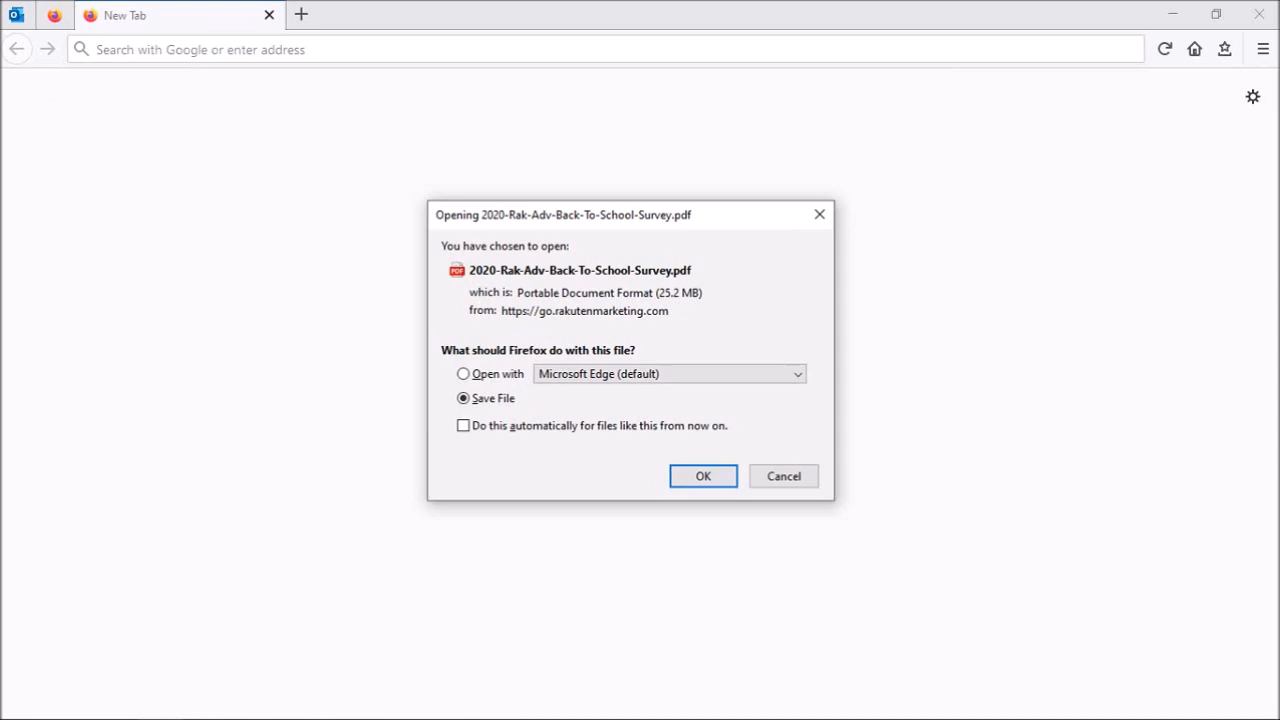 New Tab
Search with Google or enter address
Opening 2020-Rak-Adv-Back-To-School-Survey.pdf
You have chosen to open:
PDF 2020-Rak-Adv-Back-To-School-Survey.pdf
which is: Portable Document Format (25.2 MB)
from: https://go.rakutenmarketing.com
What should Firefox do with this file?
Open with Microsoft Edge (default)
Save File
Do this automatically for files like this from now on.
OK Cancel